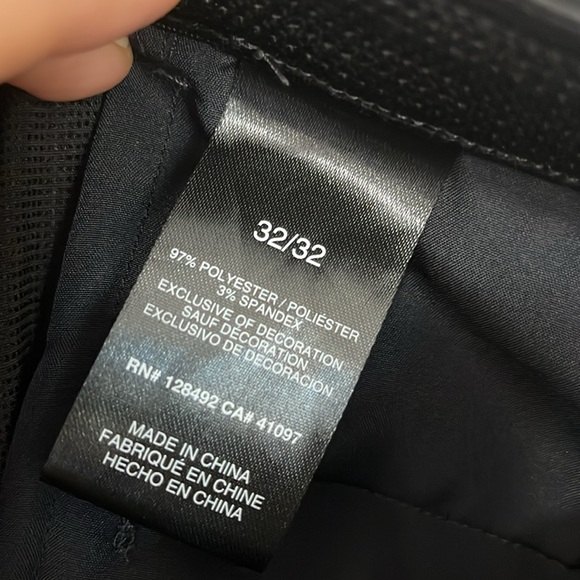 32/32
97% POLYESTER / POLIÉSTER
3% SPANDEX
EXCLUSIVE OF DECORATION
SAUF DÉCORATION
EXCLUSIVO DE DECORACIÓN
RN# 128492 CA# 41097
MADE IN CHINA
FABRIQUÉ EN CHINE
HECHO EN CHINA